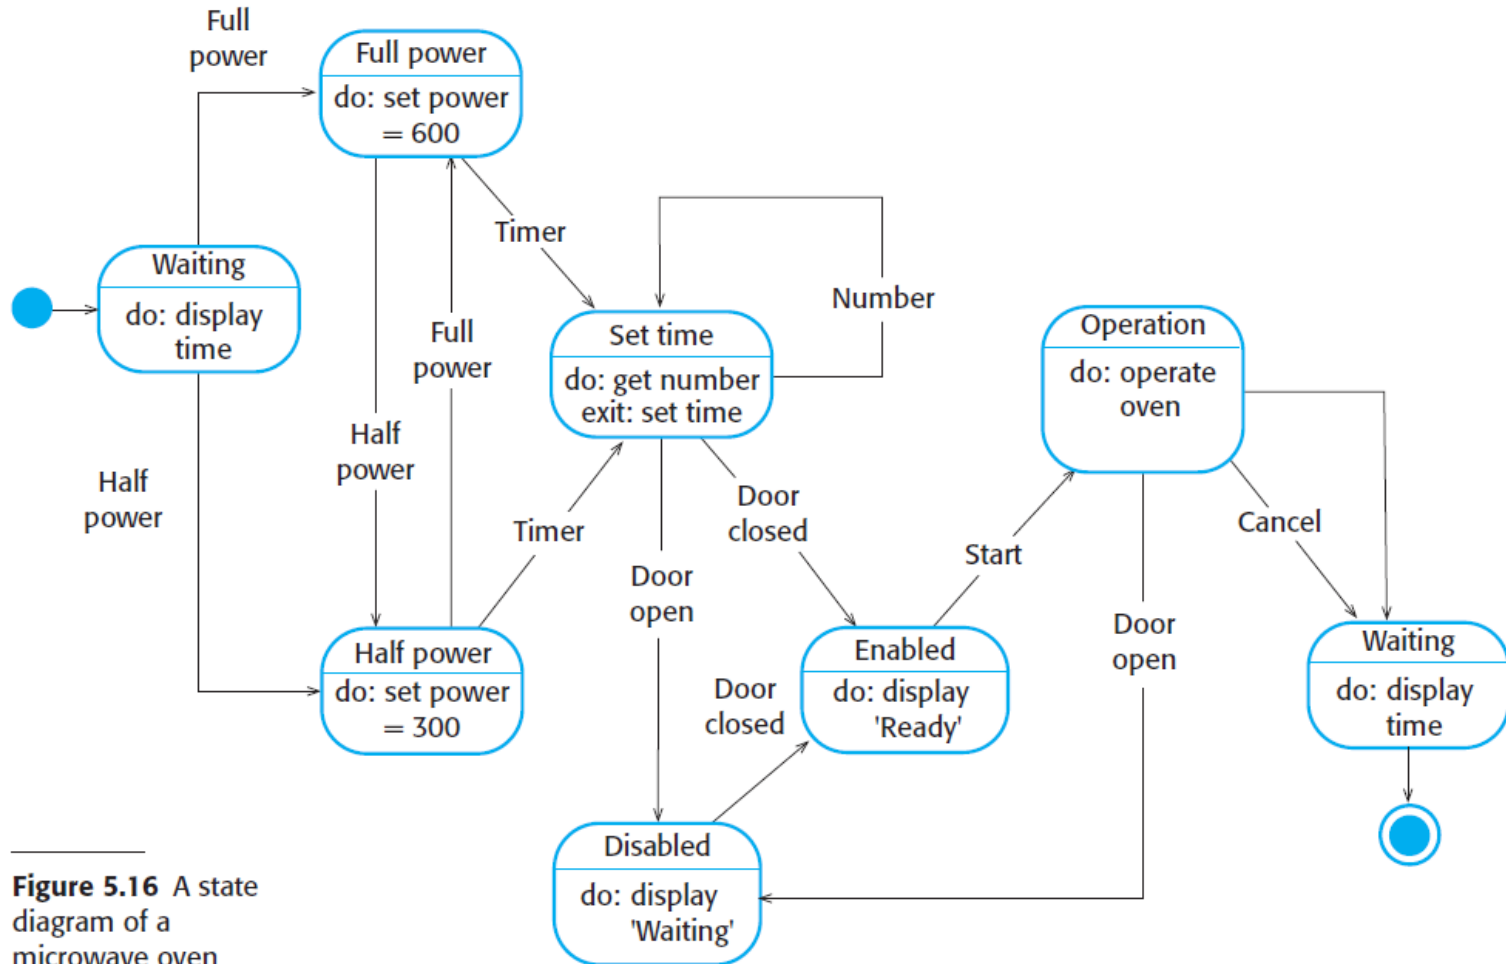 Full
power
Full power
do: set power
= 600
Timer
Waiting
do: display
time
Number
Full
power
Set time
do: get number
exit: set time
Operation
do: operate
oven
Half
power
Half
power
Timer
Door
closed
Cancel
Start
Door
open
Door
open
Half power
do: set power
= 300
Enabled
do: display
'Ready'
Door
closed
Waiting
do: display
time
Disabled
do: display
'Waiting'
Figure 5.16 A state
diagram of a
microwave oven